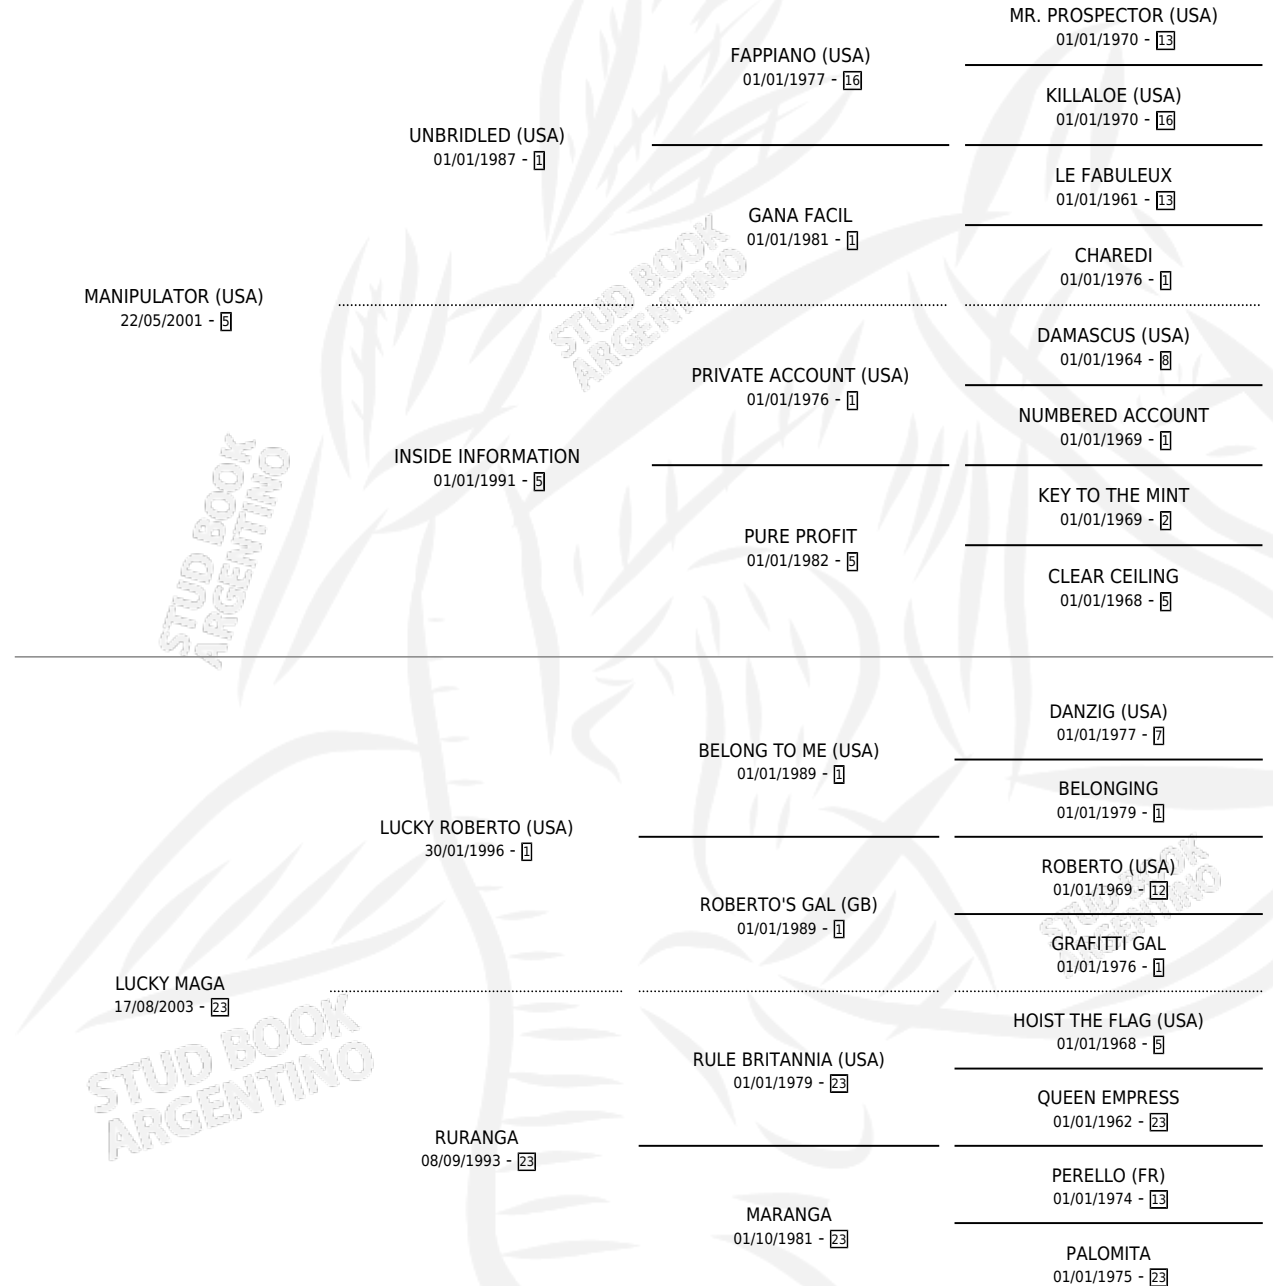 MR. PROSPECTOR (USA)
01/01/1970 - 13
FAPPIANO (USA)
01/01/1977 - 16
KILLALOE (USA)
01/01/1970 - 16
UNBRIDLED (USA)
01/01/1987 - 1
LE FABULEUX
01/01/1961 - 13
GANA FACIL
01/01/1981 - 1
CHAREDI
01/01/1976 - 1
MANIPULATOR (USA)
22/05/2001 - 5
STUD BOOK
ARGENTINO
DAMASCUS (USA)
01/01/1964 - 8
PRIVATE ACCOUNT (USA)
01/01/1976 - 1
NUMBERED ACCOUNT
01/01/1969 - 1
INSIDE INFORMATION
01/01/1991 - 5
KEY TO THE MINT
01/01/1969 - 2
PURE PROFIT
01/01/1982 - 5
CLEAR CEILING
01/01/1968 - 5
STUD BOOK
ARGENTINO
DANZIG (USA)
01/01/1977 - 7
BELONG TO ME (USA)
01/01/1989 - 1
BELONGING
01/01/1979 - 1
LUCKY ROBERTO (USA)
30/01/1996 - 1
ROBERTO (USA)
01/01/1969 - 12
ROBERTO'S GAL (GB)
01/01/1989 - 1
STUD BOOK
ARGENTINO
GRAFITTI GAL
01/01/1976 - 1
LUCKY MAGA
17/08/2003 - 23
HOIST THE FLAG (USA)
01/01/1968 - 5
RULE BRITANNIA (USA)
01/01/1979 - 23
STUD BOOK
ARGENTINO
QUEEN EMPRESS
01/01/1962 - 23
RURANGA
08/09/1993 - 23
PERELLO (FR)
01/01/1974 - 13
MARANGA
01/10/1981 - 23
PALOMITA
01/01/1975 - 23